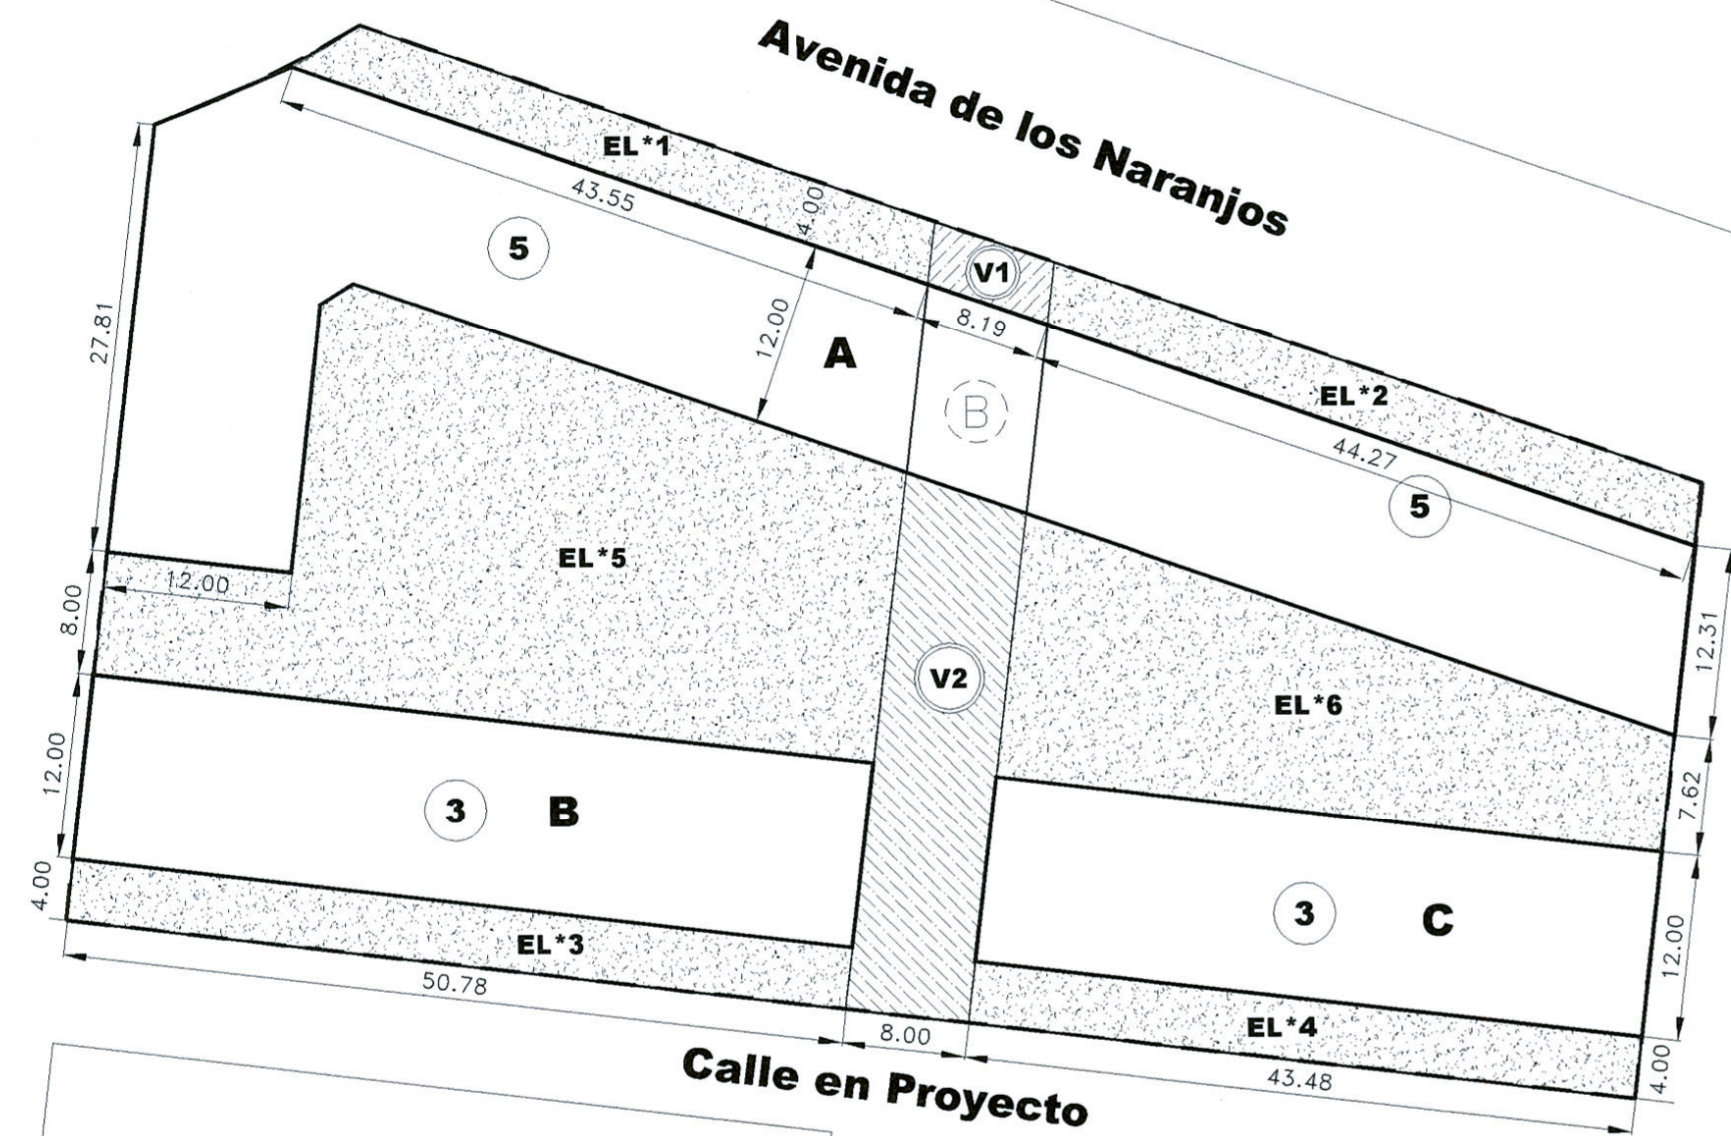 Avenida de los Naranjos
EL*1
43.55
4.00
5
V1
8.19
12.00
A
B
27.81
EL*2
44.27
5
EL*5
12.00
8.00
12.31
V2
EL*6
7.62
12.00
3 B
3 C
12.00
4.00
EL*3
50.78
EL*4
8.00
43.48
4.00
Calle en Proyecto